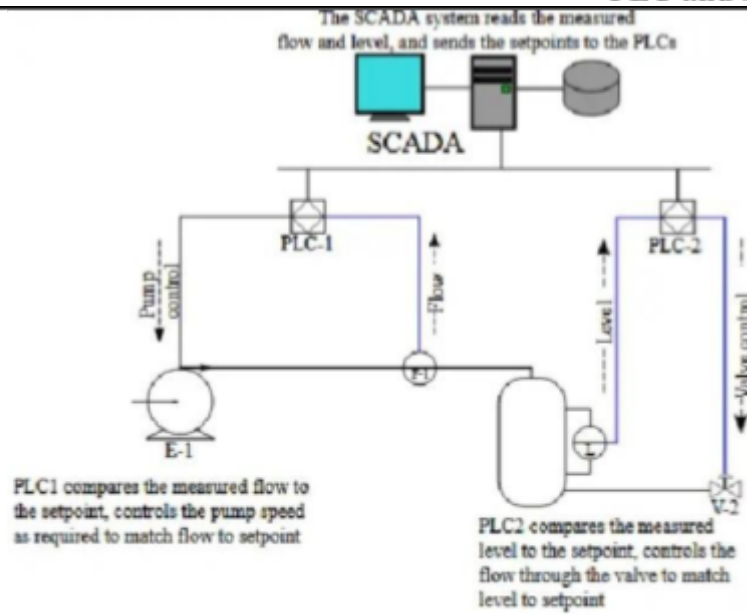 The SCADA system reads the measured
flow and level, and sends the setpoints to the PLCs
SCADA
PLC-1
PLC-2
Pump
control
Flow
Level
Valve control
F-1
L
E-1
V-2
PLC1 compares the measured flow to
the setpoint, controls the pump speed
as required to match flow to setpoint
PLC2 compares the measured
level to the setpoint, controls the
flow through the valve to match
level to setpoint